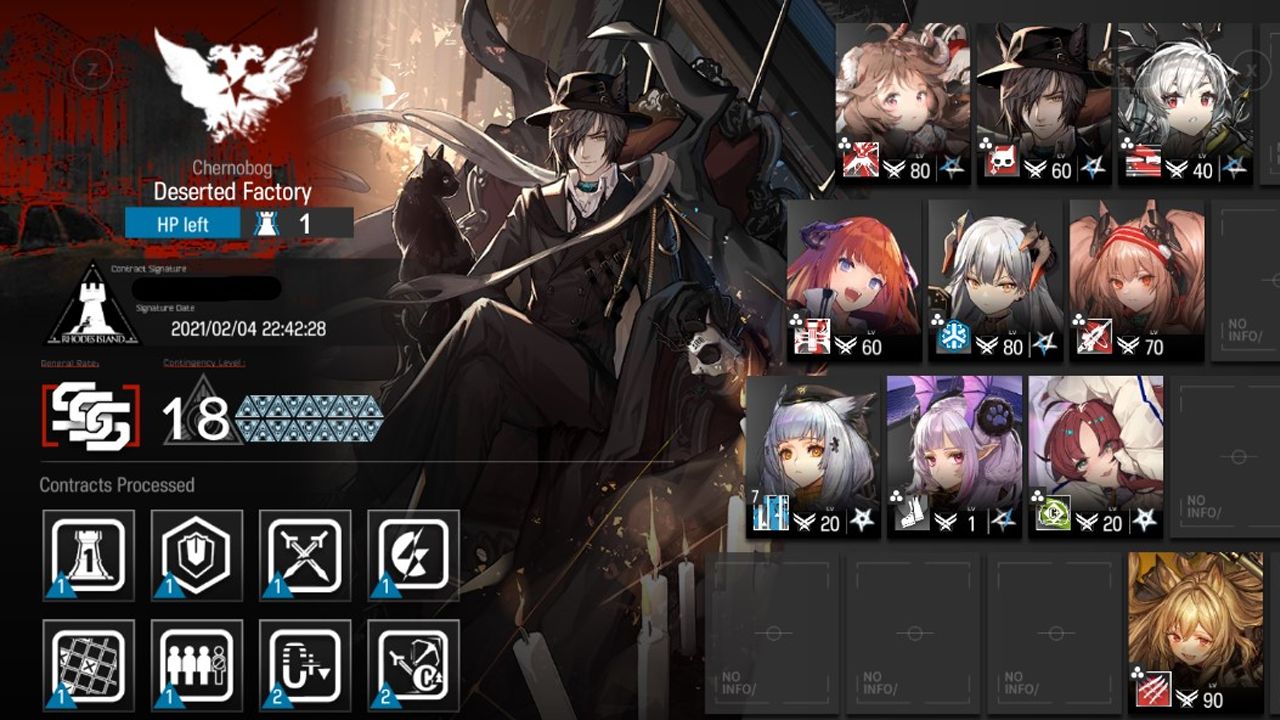 Z
Chernobog
Deserted Factory
HP left 1
Contract Signature
Signature Date
RHODES ISLAND
2021/02/04 22:42:28
General Rate:
Contingency Level:
SSS
18
Contracts Processed
1
1
1
1
1
1
1
2
2
LV
80
LV
60
LV
40
X
LV
60
LV
80
LV
70
NO
INFO/
7
LV
20
LV
1
LV
20
NO
INFO/
NO
INFO/
NO
INFO/
NO
INFO/
LV
90